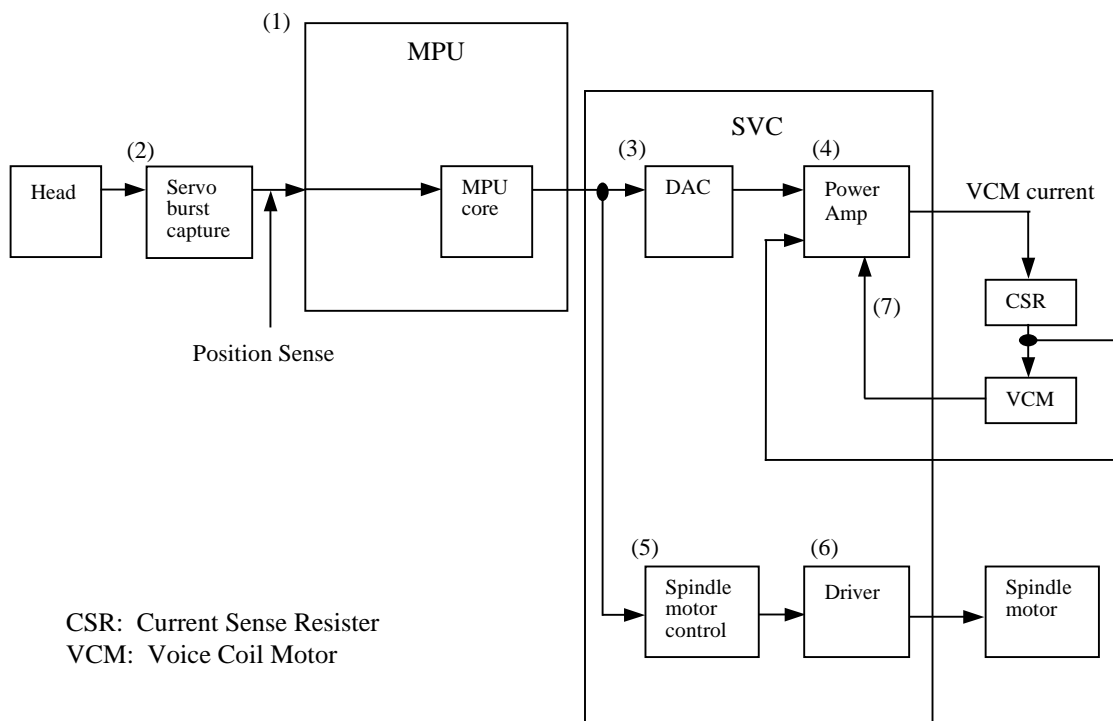 (1)
MPU
SVC
(2)
(3)
(4)
Head
Servo
burst
capture
MPU
core
DAC
Power
Amp
VCM current
(7)
CSR
Position Sense
VCM
(5)
(6)
Spindle
motor
control
Driver
Spindle
motor
CSR: Current Sense Resister
VCM: Voice Coil Motor